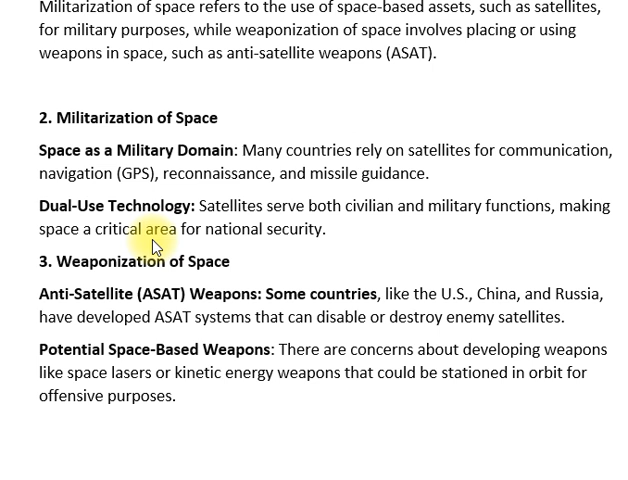 Militarization of space refers to the use of space-based assets, such as satellites,
for military purposes, while weaponization of space involves placing or using
weapons in space, such as anti-satellite weapons (ASAT).
2. Militarization of Space
Space as a Military Domain: Many countries rely on satellites for communication,
navigation (GPS), reconnaissance, and missile guidance.
Dual-Use Technology: Satellites serve both civilian and military functions, making
space a critical area for national security.
3. Weaponization of Space
Anti-Satellite (ASAT) Weapons: Some countries, like the U.S., China, and Russia,
have developed ASAT systems that can disable or destroy enemy satellites.
Potential Space-Based Weapons: There are concerns about developing weapons
like space lasers or kinetic energy weapons that could be stationed in orbit for
offensive purposes.